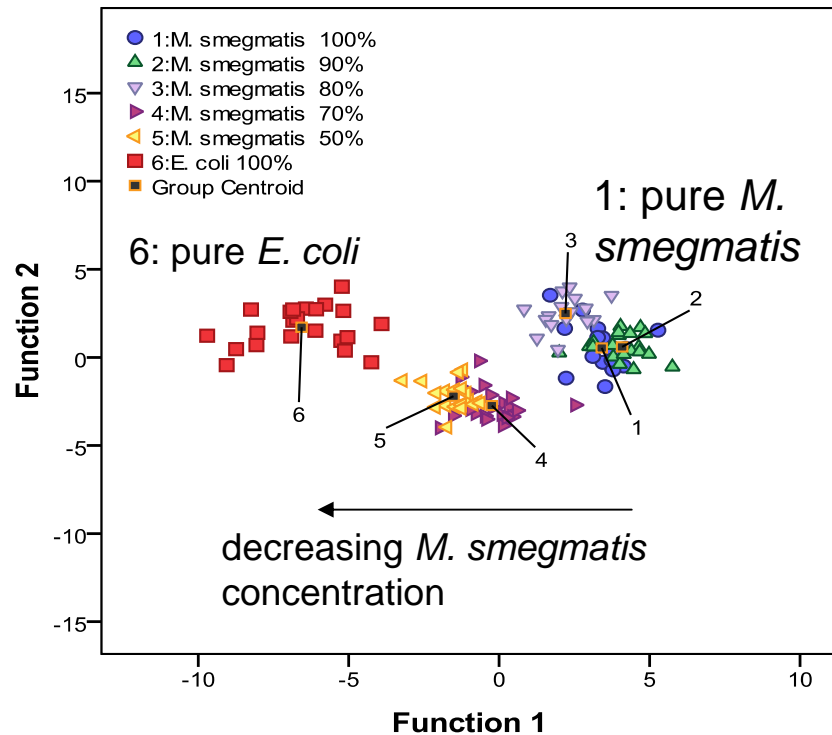 1:M. smegmatis 100%
2:M. smegmatis 90%
3:M. smegmatis 80%
4:M. smegmatis 70%
5:M. smegmatis 50%
6:E. coli 100%
Group Centroid
1: pure M.
smegmatis
6: pure E. coli
3
2
6
5
4
1
decreasing M. smegmatis
concentration
15
10
5
0
-5
-10
-15
Function 2
-10
-5
0
5
10
Function 1